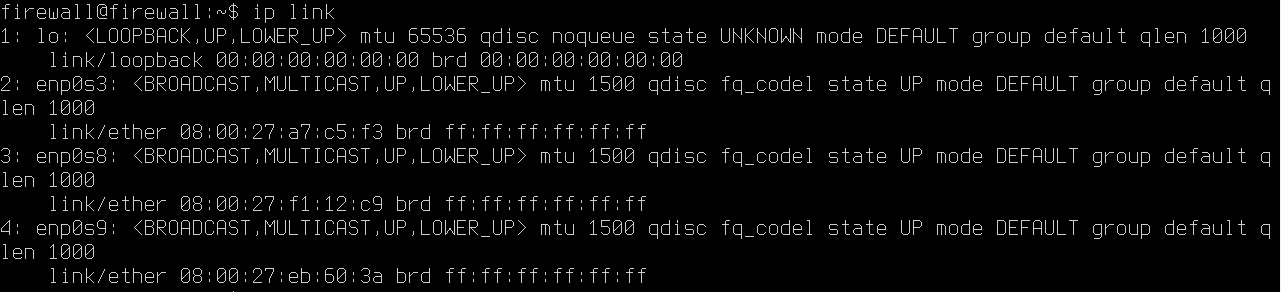 firewall@firewall:~$ ip link
1: lo: <LOOPBACK,UP,LOWER_UP> mtu 65536 qdisc noqueue state UNKNOWN mode DEFAULT group default qlen 1000
    link/loopback 00:00:00:00:00:00 brd 00:00:00:00:00:00
2: enp0s3: <BROADCAST,MULTICAST,UP,LOWER_UP> mtu 1500 qdisc fq_codel state UP mode DEFAULT group default q
len 1000
    link/ether 08:00:27:a7:c5:f3 brd ff:ff:ff:ff:ff:ff
3: enp0s8: <BROADCAST,MULTICAST,UP,LOWER_UP> mtu 1500 qdisc fq_codel state UP mode DEFAULT group default q
len 1000
    link/ether 08:00:27:f1:12:c9 brd ff:ff:ff:ff:ff:ff
4: enp0s9: <BROADCAST,MULTICAST,UP,LOWER_UP> mtu 1500 qdisc fq_codel state UP mode DEFAULT group default q
len 1000
    link/ether 08:00:27:eb:60:3a brd ff:ff:ff:ff:ff:ff